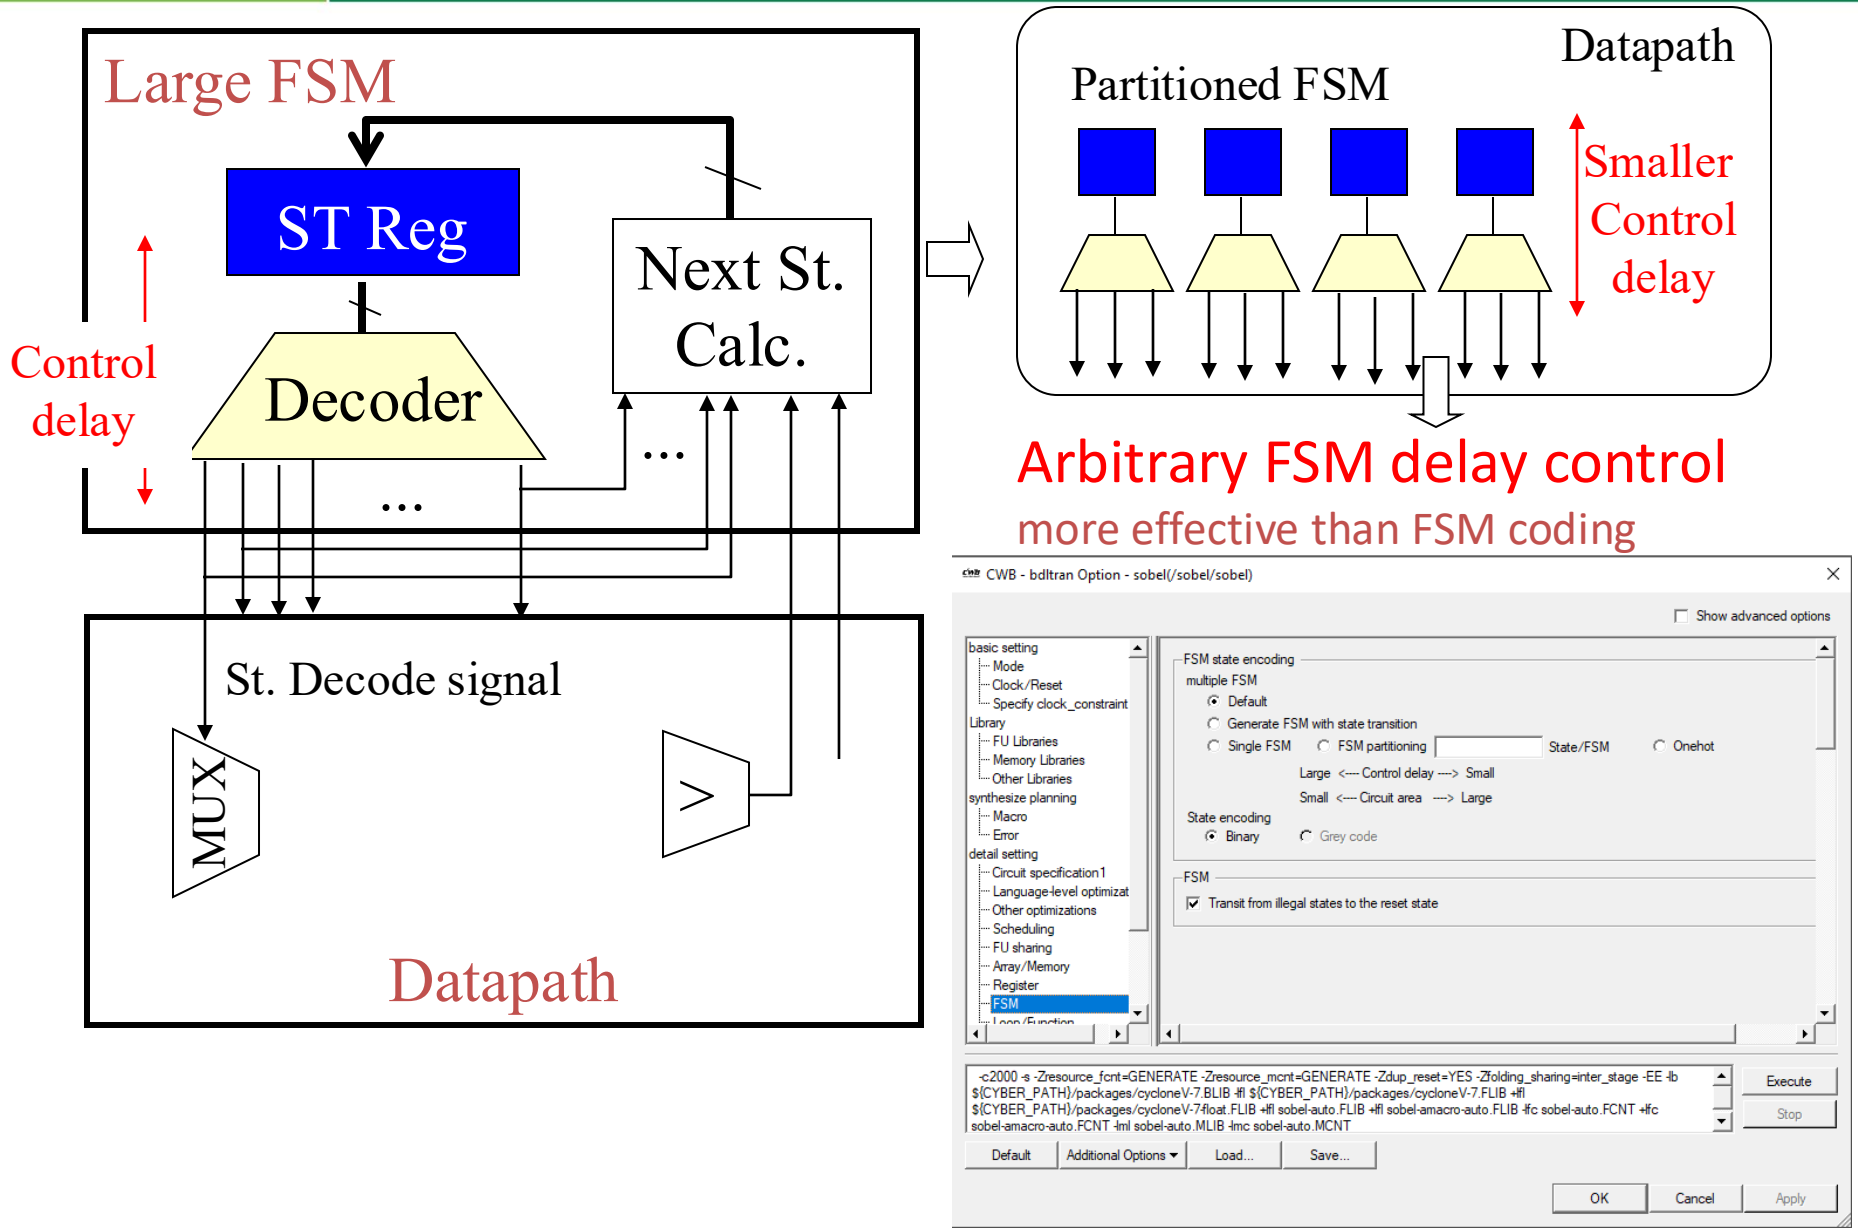 Large FSM
ST Reg
Next St.
Calc.
Control
delay
Decoder
...
...
St. Decode signal
MUX
>
Datapath
Datapath
Partitioned FSM
Smaller
Control
delay
Arbitrary FSM delay control
more effective than FSM coding
CWB CWB - bdltran Option - sobel(/sobel/sobel)
Show advanced options
basic setting
Mode
Clock/Reset
Specify clock_constraint
Library
FU Libraries
Memory Libraries
Other Libraries
synthesize planning
Macro
Error
detail setting
Circuit specification1
Language-level optimizat
Other optimizations
Scheduling
FU sharing
Array/Memory
Register
FSM
Loop/Function
FSM state encoding
multiple FSM
Default
Generate FSM with state transition
Single FSM FSM partitioning State/FSM Onehot
Large <---- Control delay ----> Small
Small <---- Circuit area ----> Large
State encoding
Binary Grey code
FSM
Transit from illegal states to the reset state
-c2000 -s -Zresource_fcnt=GENERATE -Zresource_mcnt=GENERATE -Zdup_reset=YES -Zfolding_sharing=inter_stage -EE -lb
${CYBER_PATH}/packages/cycloneV-7.BLIB -lfl ${CYBER_PATH}/packages/cycloneV-7.FLIB +lfl
${CYBER_PATH}/packages/cycloneV-7-float.FLIB +lfl sobel-auto.FLIB +lfl sobel-amacro-auto.FLIB -lfc sobel-auto.FCNT +lfc
sobel-amacro-auto.FCNT -lml sobel-auto.MLIB -lmc sobel-auto.MCNT
Execute
Stop
Default Additional Options Load... Save...
OK Cancel Apply